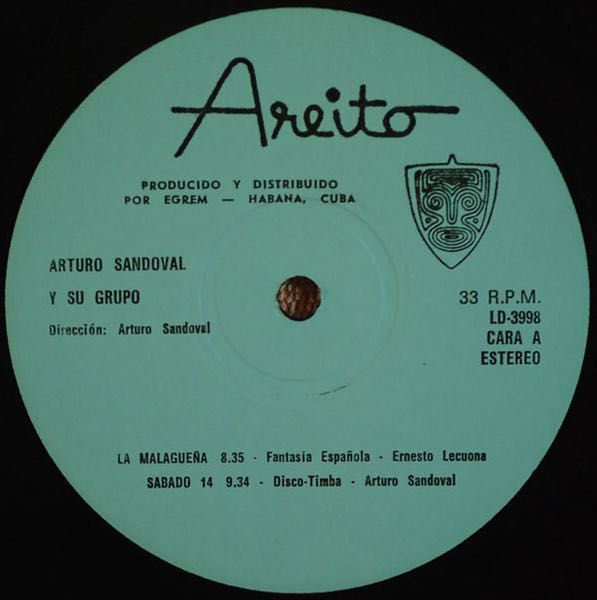 Areito
PRODUCIDO Y DISTRIBUIDO
POR EGREM — HABANA, CUBA
ARTURO SANDOVAL
Y SU GRUPO
Dirección: Arturo Sandoval
33 R.P.M.
LD-3998
CARA A
ESTEREO
LA MALAGUEÑA 8.35 - Fantasía Española - Ernesto Lecuona
SABADO 14 9.34 - Disco-Timba - Arturo Sandoval